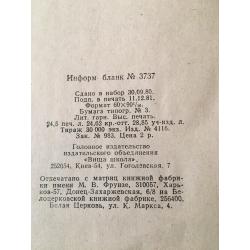 Информ. бланк № 3737
Сдано в набор 30.09.80.
Подп. в печать 11.12.81.
Формат 60×90¹/₁₆.
Бумага типогр. № 3.
Лит. гарн. Выс. печать.
24,5 печ. л. 24,62 кр.-отт. 28,85 уч-изд. л.
Тираж 30 000 экз. Изд. № 4116.
Зак. № 983. Цена 2 р.
Головное издательство
издательского объединения
«Вища школа»,
252054, Киев-54, ул. Гоголевская, 7
Отпечатано с матриц книжной фабри-
ки имени М. В. Фрунзе, 310057, Харь-
ков-57, Донец-Захаржевская, 6/8 на Бе-
лоцерковской книжной фабрике, 256400,
Белая Церковь, ул. К. Маркса, 4.